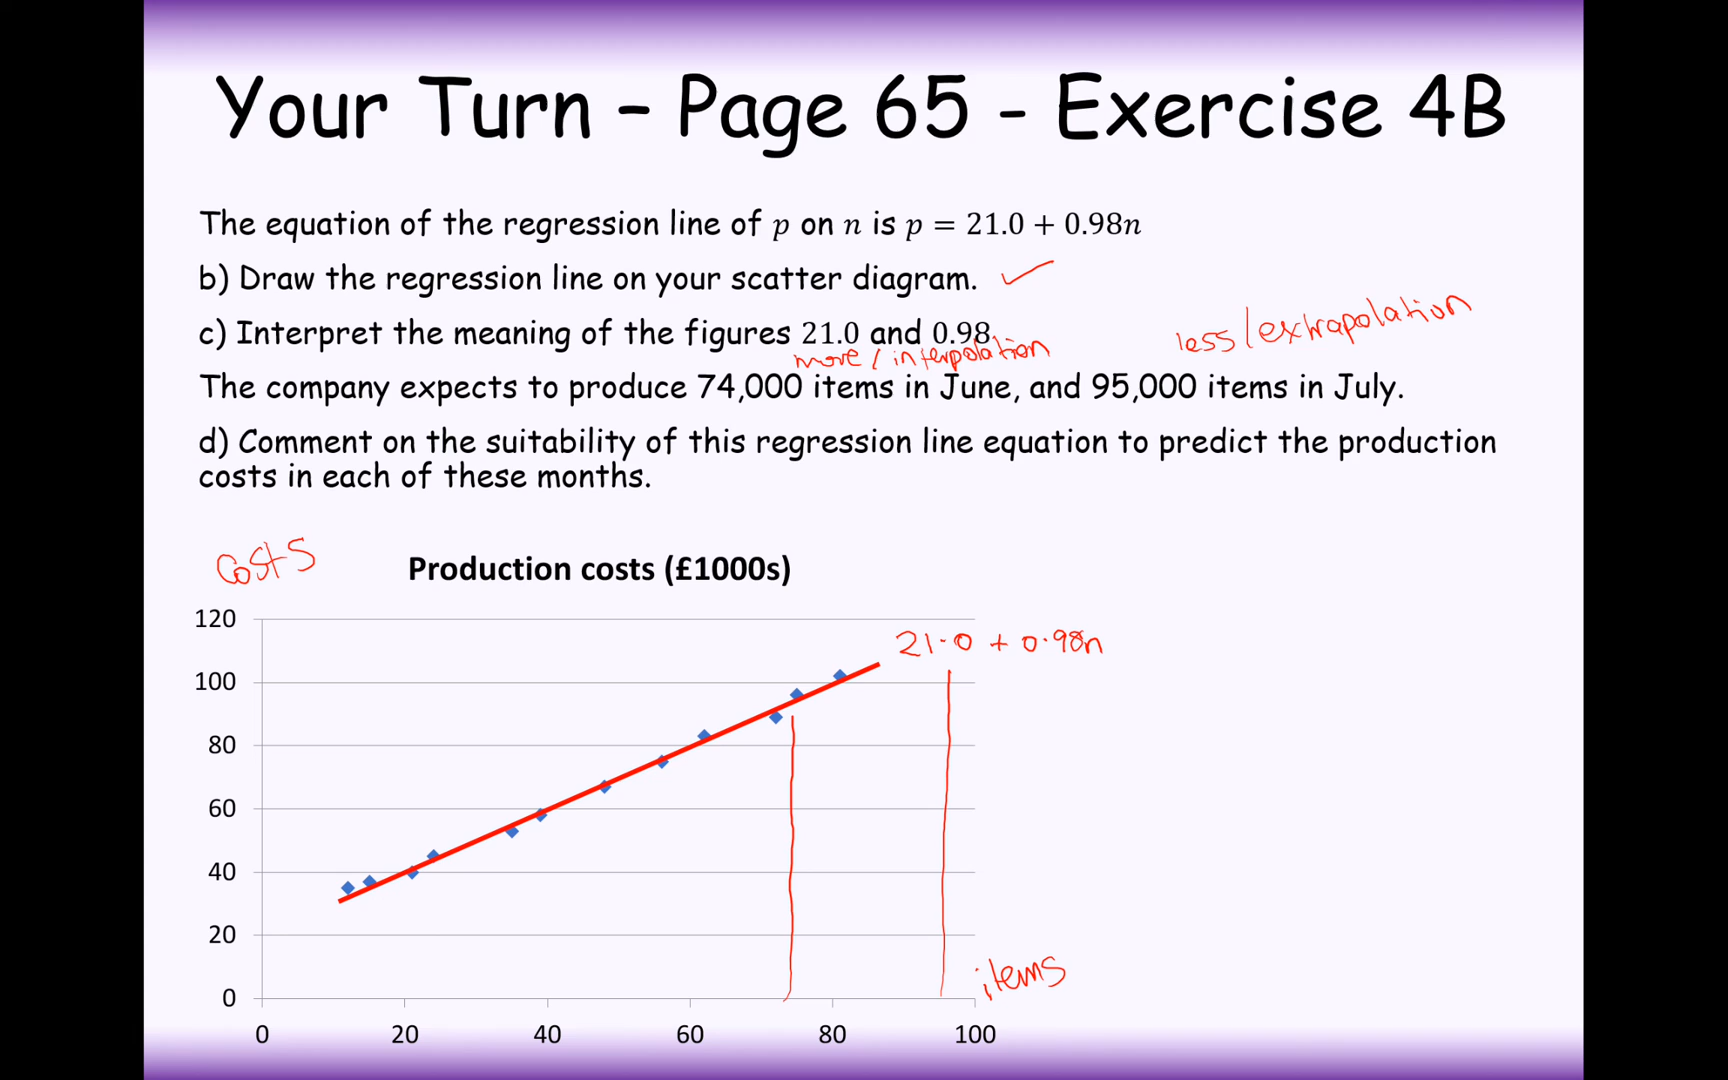 Your Turn – Page 65 - Exercise 4B
The equation of the regression line of p on n is p = 21.0 + 0.98n
b) Draw the regression line on your scatter diagram.
c) Interpret the meaning of the figures 21.0 and 0.98.
less/extrapolation
more / interpolation
The company expects to produce 74,000 items in June, and 95,000 items in July.
d) Comment on the suitability of this regression line equation to predict the production
costs in each of these months.
Costs
Production costs (£1000s)
120
21.0 + 0.98n
100
80
60
40
20
items
0
0 20 40 60 80 100